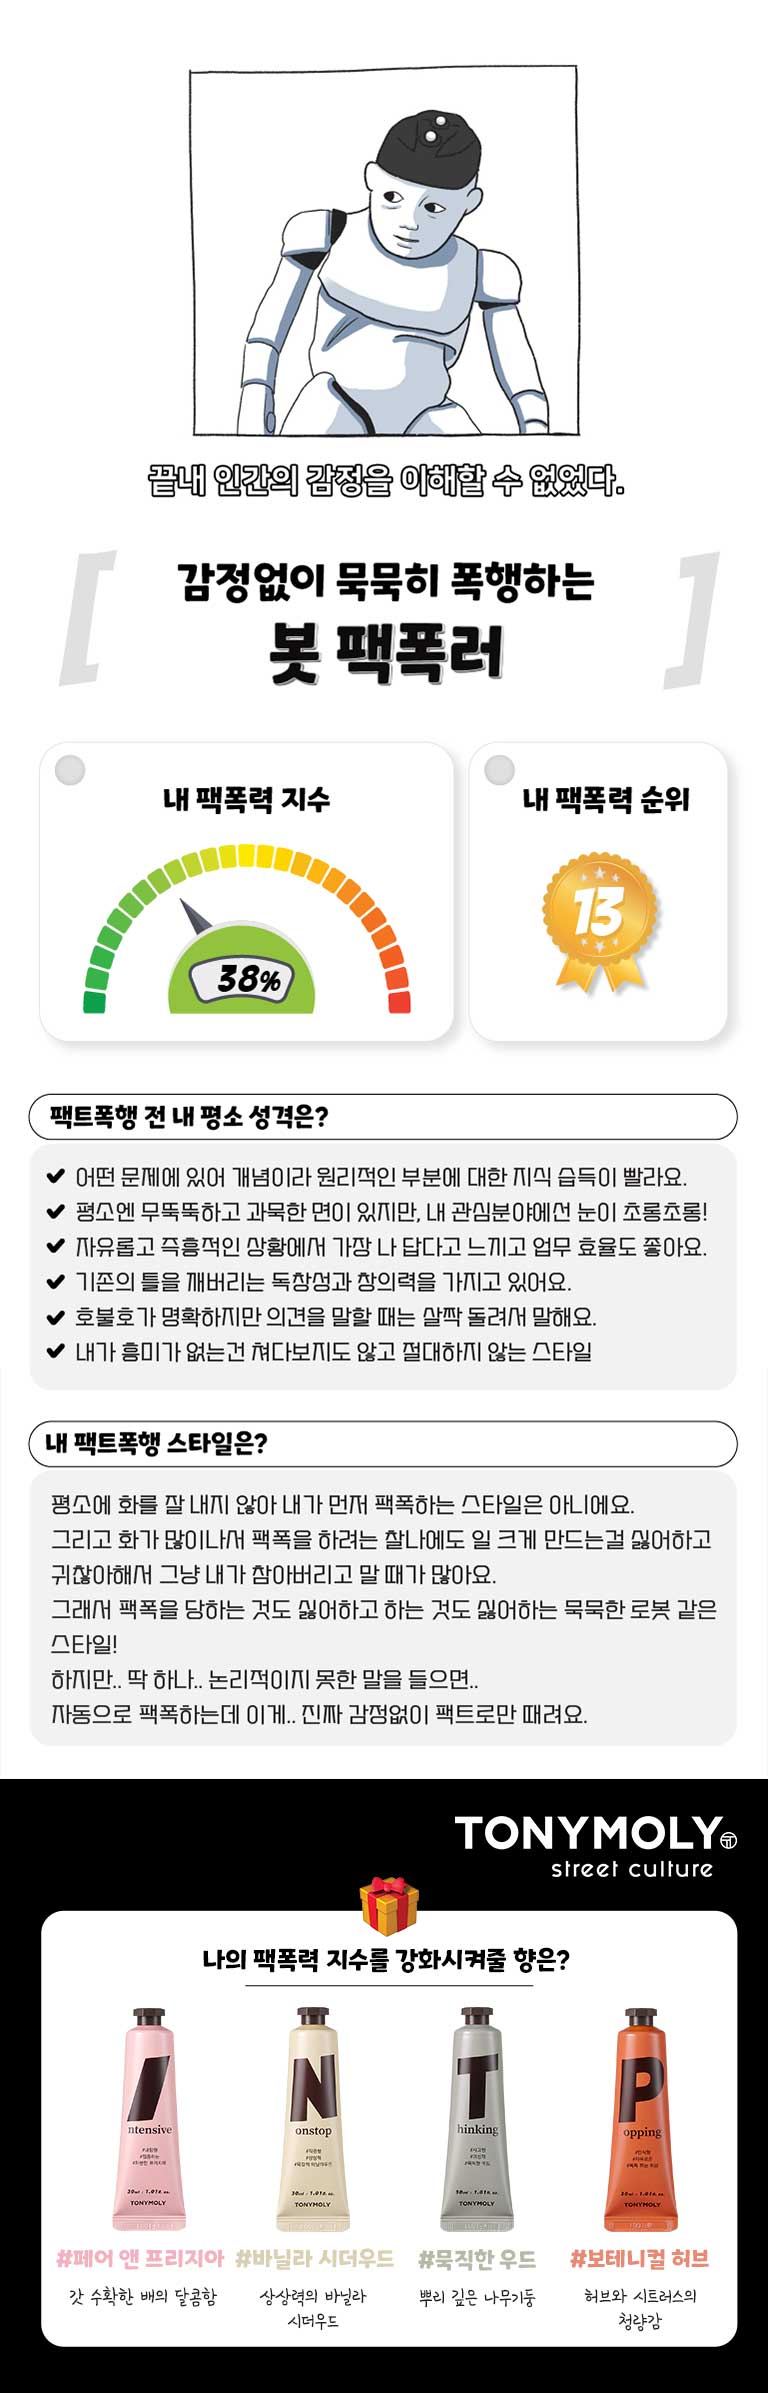 끝내 인간의 감정을 이해할 수 없었다.
감정없이 묵묵히 폭행하는
봇 팩폭러
내 팩폭력 지수
38%
내 팩폭력 순위
13
팩트폭행 전 내 평소 성격은?
어떤 문제에 있어 개념이라 원리적인 부분에 대한 지식 습득이 빨라요.
평소엔 무뚝뚝하고 과묵한 면이 있지만, 내 관심분야에선 눈이 초롱초롱!
자유롭고 즉흥적인 상황에서 가장 나 답다고 느끼고 업무 효율도 좋아요.
기존의 틀을 깨버리는 독창성과 창의력을 가지고 있어요.
호불호가 명확하지만 의견을 말할 때는 살짝 돌려서 말해요.
내가 흥미가 없는건 쳐다보지도 않고 절대하지 않는 스타일
내 팩트폭행 스타일은?
평소에 화를 잘 내지 않아 내가 먼저 팩폭하는 스타일은 아니에요.
그리고 화가 많이나서 팩폭을 하려는 찰나에도 일 크게 만드는걸 싫어하고
귀찮아해서 그냥 내가 참아버리고 말 때가 많아요.
그래서 팩폭을 당하는 것도 싫어하고 하는 것도 싫어하는 묵묵한 로봇 같은
스타일!
하지만.. 딱 하나.. 논리적이지 못한 말을 들으면..
자동으로 팩폭하는데 이게.. 진짜 감정없이 팩트로만 때려요.
TONYMOLY
street culture
나의 팩폭력 지수를 강화시켜줄 향은?
I N T P
ntensive onstop hinking opping
30ml · 1.01fl. oz. 30ml · 1.01fl. oz. 30ml · 1.01fl. oz. 30ml · 1.01fl. oz.
TONYMOLY TONYMOLY TONYMOLY TONYMOLY
#페어 앤 프리지아 #바닐라 시더우드 #묵직한 우드 #보테니컬 허브
갓 수확한 배의 달콤함 상상력의 바닐라 뿌리 깊은 나무기둥 허브와 시트러스의
시더우드 청량감